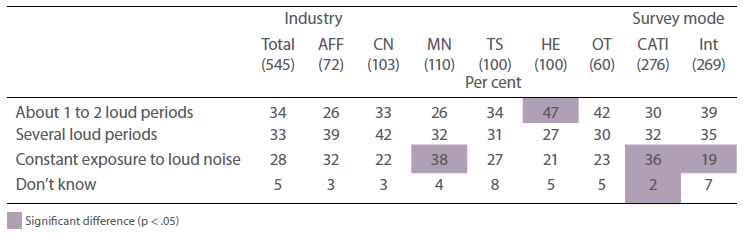 Industry Survey mode
Total AFF CN MN TS HE OT CATI Int
(545) (72) (103) (110) (100) (100) (60) (276) (269)
Per cent
About 1 to 2 loud periods 34 26 33 26 34 47 42 30 39
Several loud periods 33 39 42 32 31 27 30 32 35
Constant exposure to loud noise 28 32 22 38 27 21 23 36 19
Don’t know 5 3 3 4 8 5 5 2 7
Significant difference (p < .05)